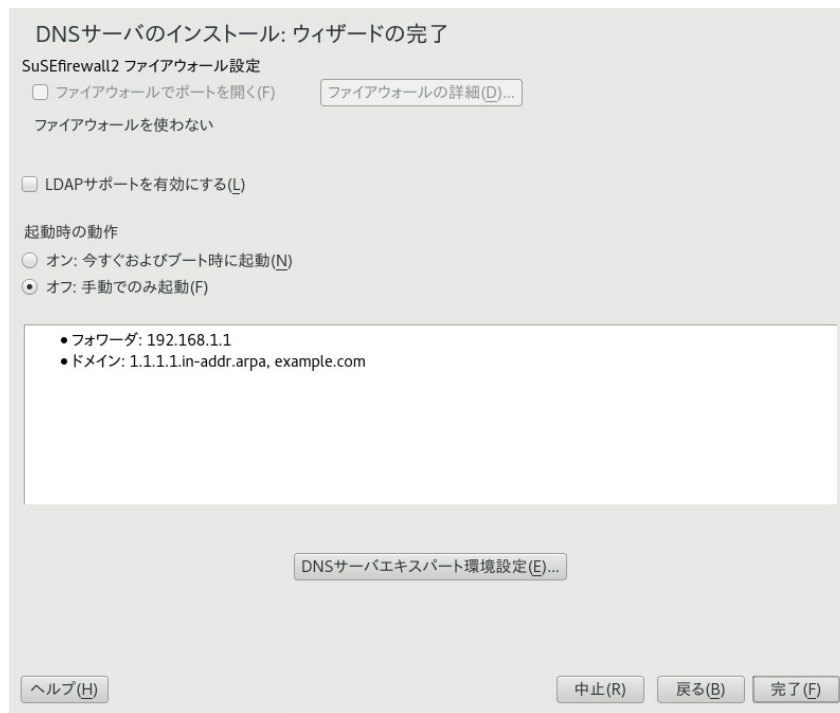 DNSサーバのインストール: ウィザードの完了
SuSEfirewall2 ファイアウォール設定
ファイアウォールでポートを開く(F) ファイアウォールの詳細(D)...
ファイアウォールを使わない
LDAPサポートを有効にする(L)
起動時の動作
オン: 今すぐおよびブート時に起動(N)
オフ: 手動でのみ起動(F)
• フォワーダ: 192.168.1.1
• ドメイン: 1.1.1.1.in-addr.arpa, example.com
DNSサーバエキスパート環境設定(E)...
ヘルプ(H) 中止(R) 戻る(B) 完了(F)